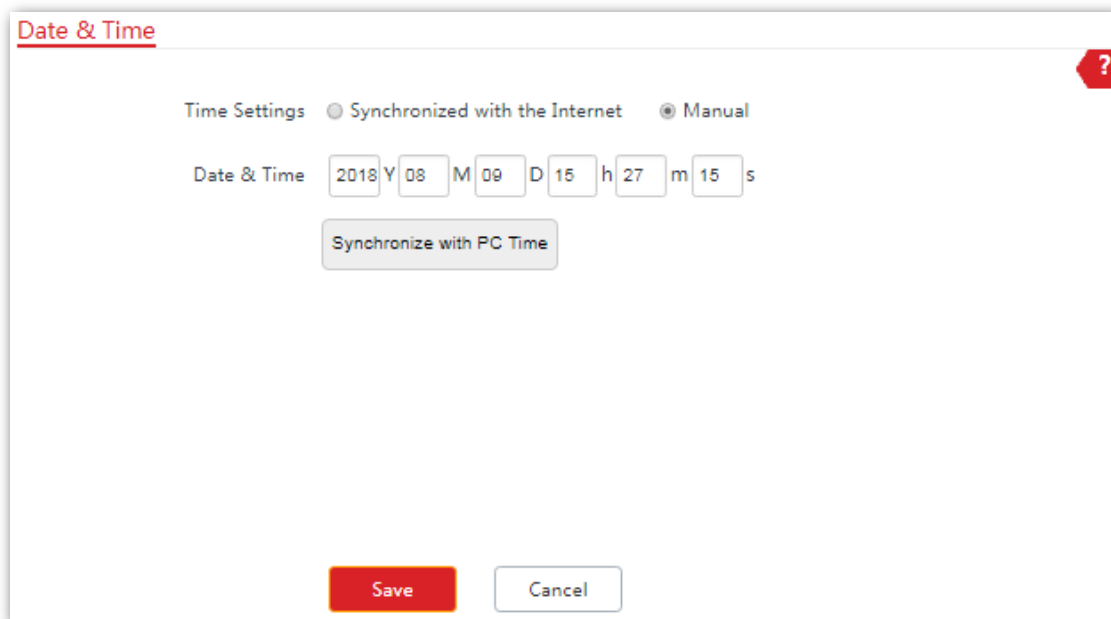 Date & Time
?
Time Settings Synchronized with the Internet Manual
Date & Time 2018 Y 08 M 09 D 15 h 27 m 15 s
Synchronize with PC Time
Save Cancel